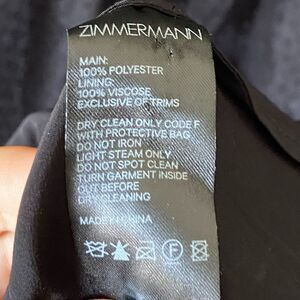 ZIMMERMANN
MAIN:
100% POLYESTER
LINING:
100% VISCOSE
EXCLUSIVE OF TRIMS
DRY CLEAN ONLY CODE F
WITH PROTECTIVE BAG
DO NOT IRON
LIGHT STEAM ONLY
DO NOT SPOT CLEAN
TURN GARMENT INSIDE
OUT BEFORE
DRY CLEANING
MADE IN CHINA
F